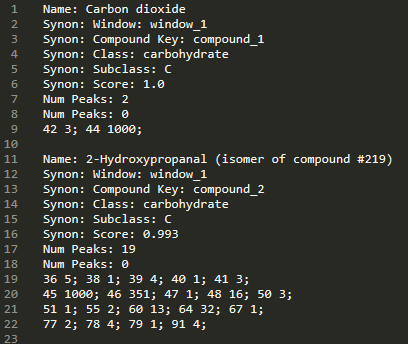 1 Name: Carbon dioxide
2 Synon: Window: window_1
3 Synon: Compound Key: compound_1
4 Synon: Class: carbohydrate
5 Synon: Subclass: C
6 Synon: Score: 1.0
7 Num Peaks: 2
8 Num Peaks: 0
9 42 3; 44 1000;
10
11 Name: 2-Hydroxypropanal (isomer of compound #219)
12 Synon: Window: window_1
13 Synon: Compound Key: compound_2
14 Synon: Class: carbohydrate
15 Synon: Subclass: C
16 Synon: Score: 0.993
17 Num Peaks: 19
18 Num Peaks: 0
19 36 5; 38 1; 39 4; 40 1; 41 3;
20 45 1000; 46 351; 47 1; 48 16; 50 3;
21 51 1; 55 2; 60 13; 64 32; 67 1;
22 77 2; 78 4; 79 1; 91 4;
23